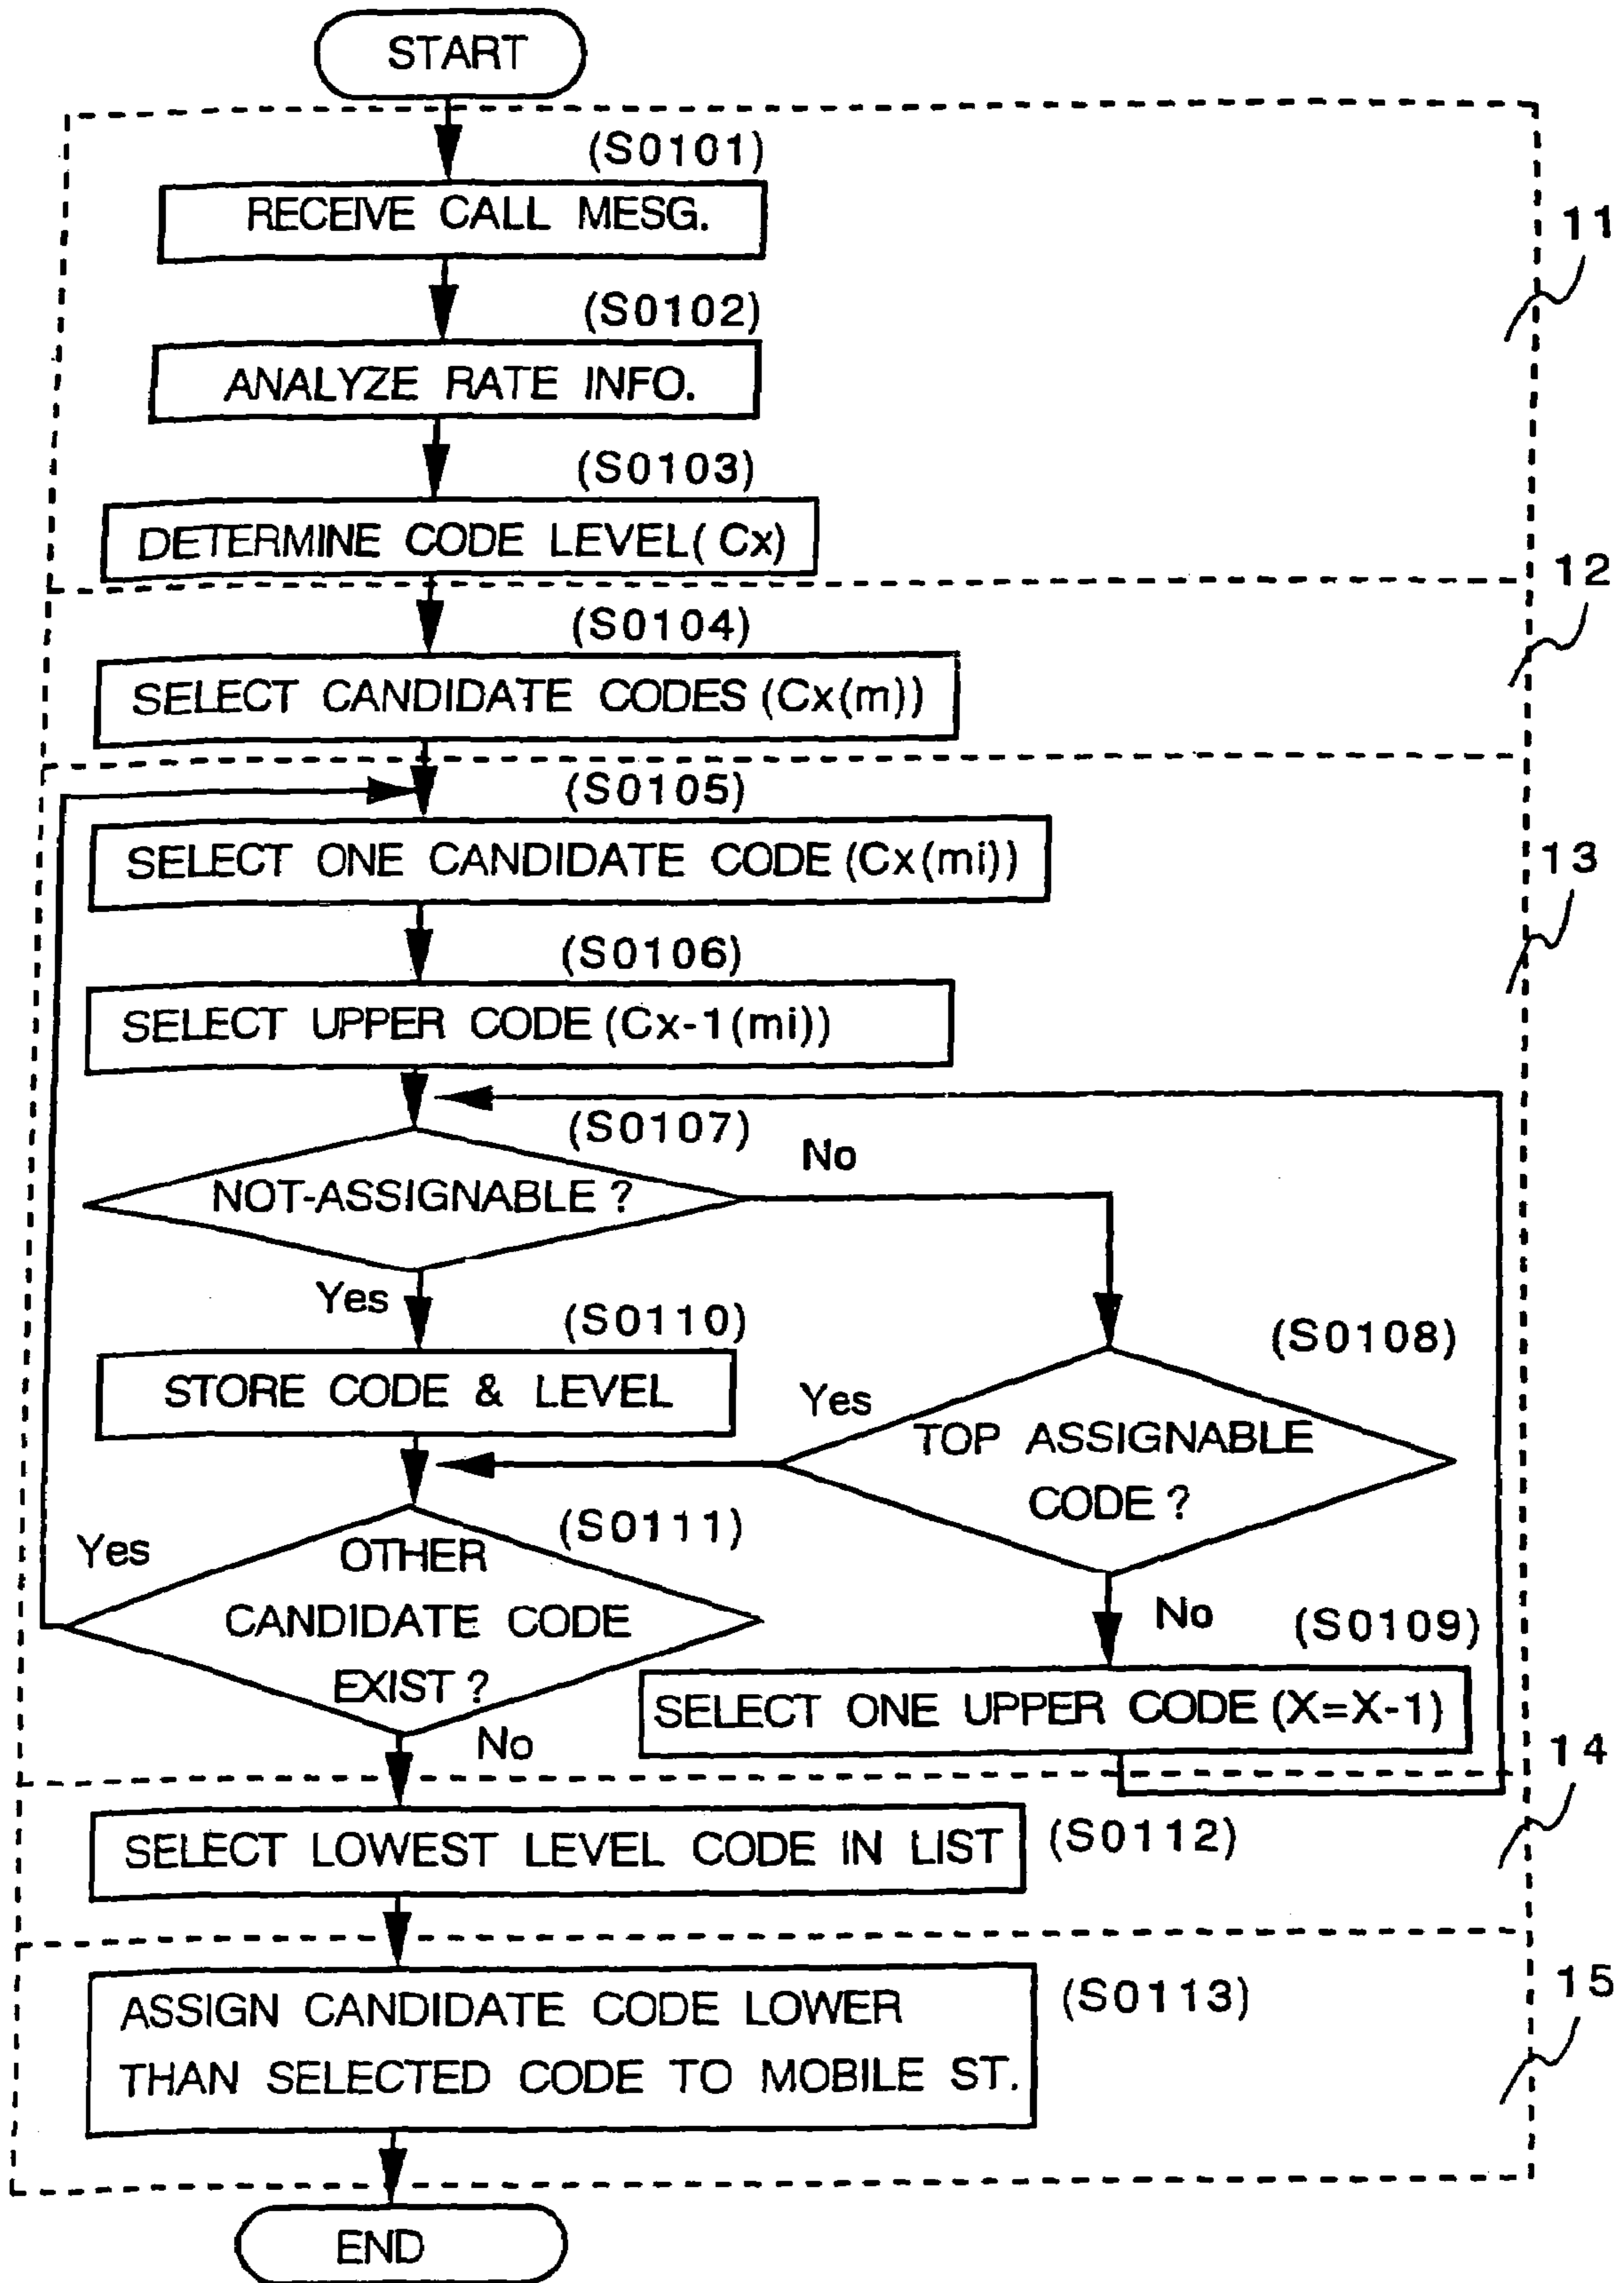 START
(S0101)
RECEIVE CALL MESG.
11
(S0102)
ANALYZE RATE INFO.
(S0103)
DETERMINE CODE LEVEL( Cx)
12
(S0104)
SELECT CANDIDATE CODES (Cx(m))
(S0105)
SELECT ONE CANDIDATE CODE (Cx(mi))
13
(S0106)
SELECT UPPER CODE (Cx-1(mi))
(S0107)
No
NOT-ASSIGNABLE ?
Yes
(S0110)
(S0108)
STORE CODE & LEVEL
Yes
TOP ASSIGNABLE
CODE ?
(S0111)
Yes
OTHER
CANDIDATE CODE
EXIST ?
No
(S0109)
SELECT ONE UPPER CODE (X=X-1)
No
14
SELECT LOWEST LEVEL CODE IN LIST
(S0112)
15
ASSIGN CANDIDATE CODE LOWER
THAN SELECTED CODE TO MOBILE ST.
(S0113)
END